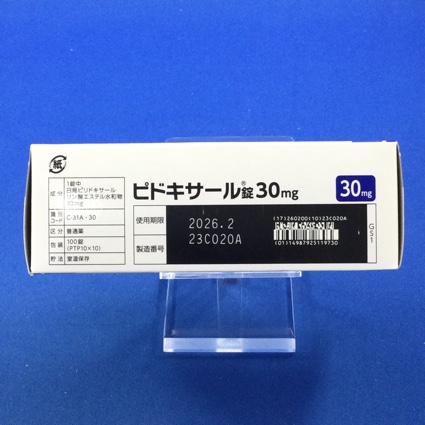 紙
成分
1錠中
日局ピリドキサール
リン酸エステル水和物
30mg
識別コード
C-31A・30
区分
普通薬
包装
100錠
(PTP10×10)
貯法
室温保存
ピドキサール®錠30mg
30mg
使用期限
2026.2
製造番号
23C020A
(17)260200(10)23C020A
(01)14987925119730
GS1